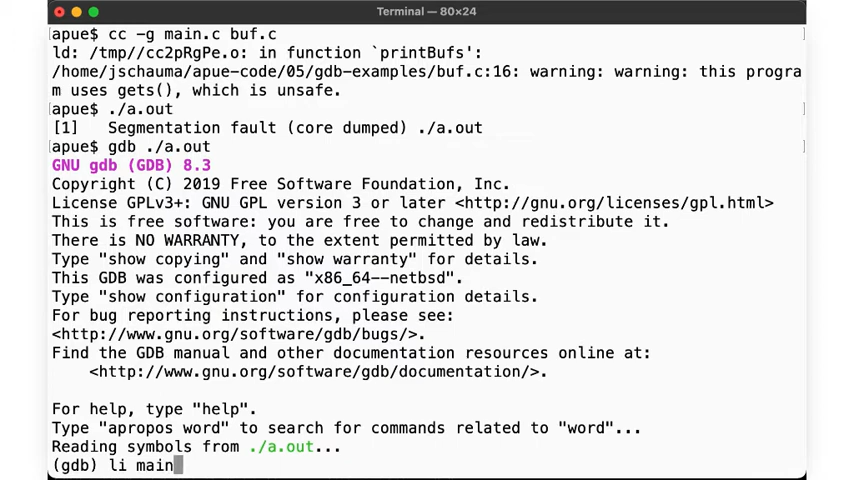 Terminal — 80×24
[apue$ cc -g main.c buf.c ]
ld: /tmp//cc2pRgPe.o: in function `printBufs':
/home/jschauma/apue-code/05/gdb-examples/buf.c:16: warning: warning: this progra
m uses gets(), which is unsafe.
[apue$ ./a.out ]
[1]   Segmentation fault (core dumped) ./a.out
[apue$ gdb ./a.out ]
GNU gdb (GDB) 8.3
Copyright (C) 2019 Free Software Foundation, Inc.
License GPLv3+: GNU GPL version 3 or later <http://gnu.org/licenses/gpl.html>
This is free software: you are free to change and redistribute it.
There is NO WARRANTY, to the extent permitted by law.
Type "show copying" and "show warranty" for details.
This GDB was configured as "x86_64--netbsd".
Type "show configuration" for configuration details.
For bug reporting instructions, please see:
<http://www.gnu.org/software/gdb/bugs/>.
Find the GDB manual and other documentation resources online at:
    <http://www.gnu.org/software/gdb/documentation/>.
For help, type "help".
Type "apropos word" to search for commands related to "word"...
Reading symbols from ./a.out...
(gdb) li main